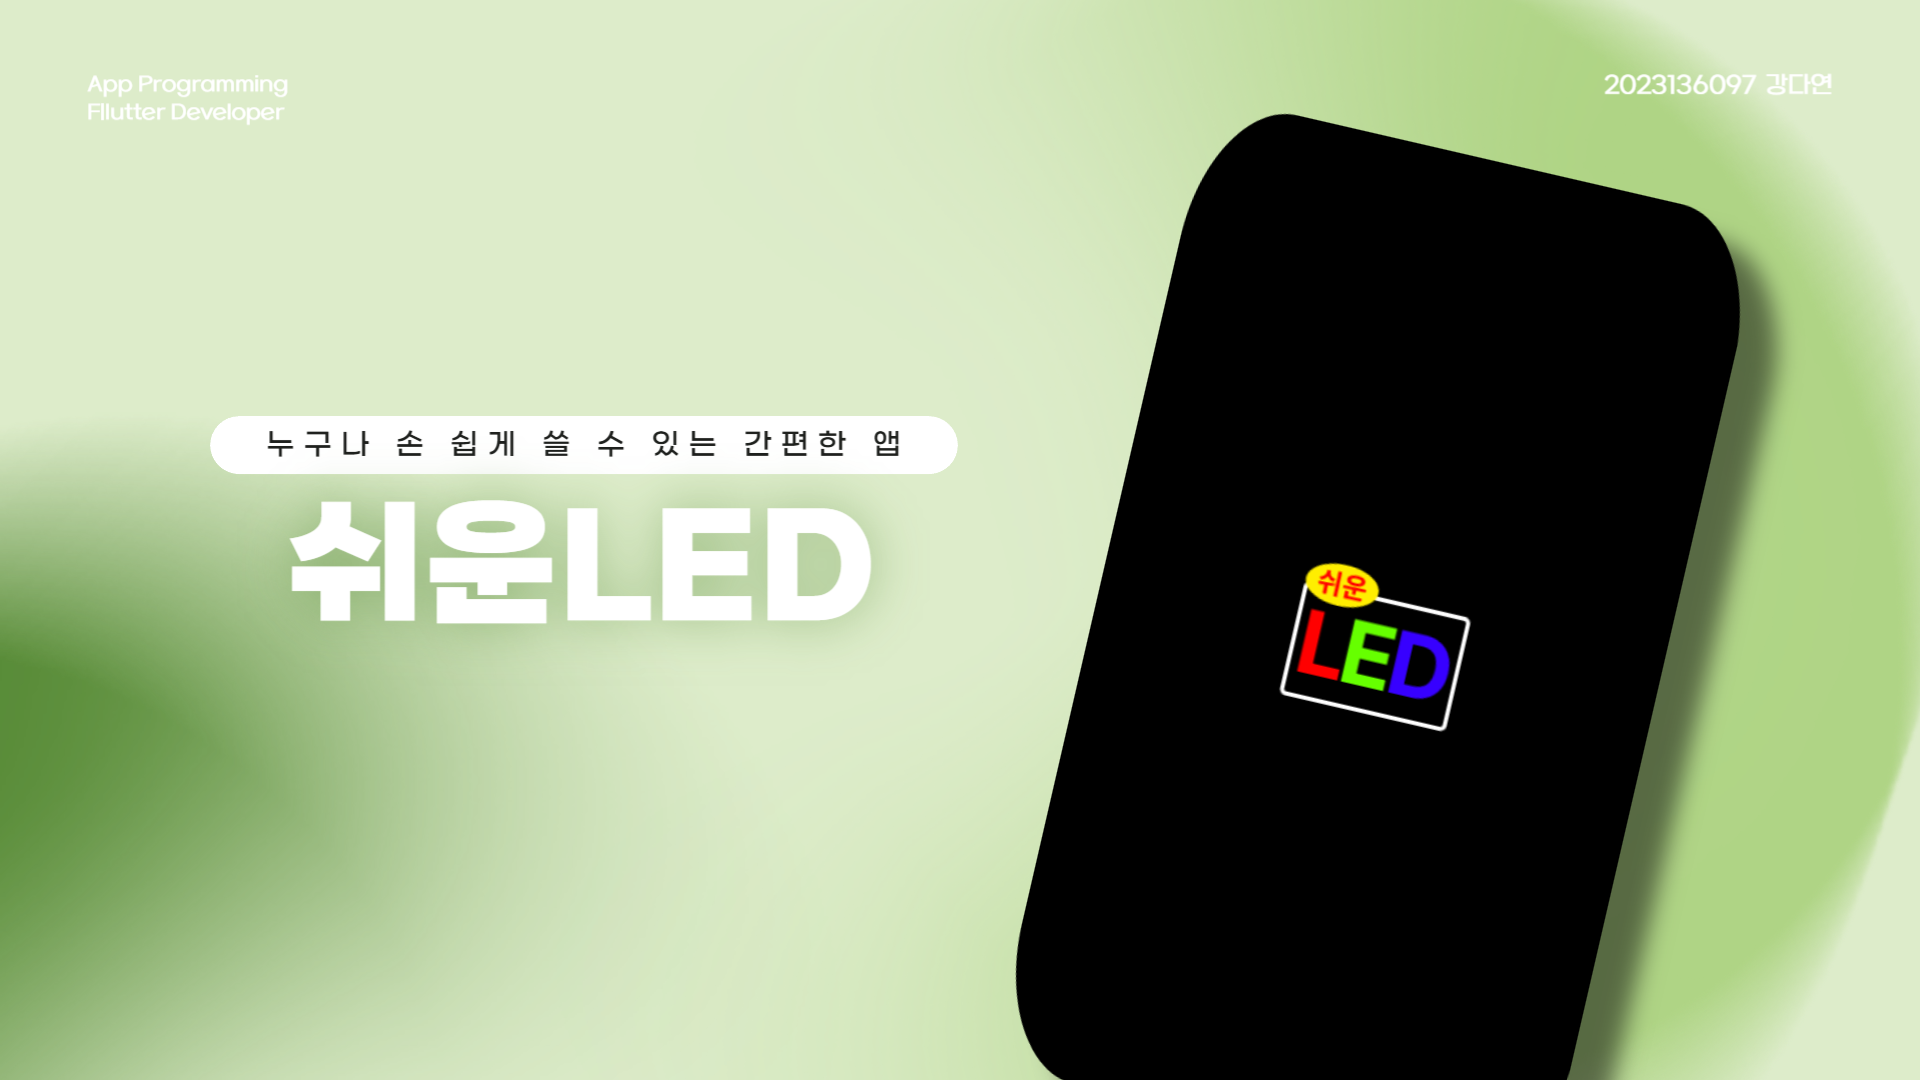 App Programming
Fllutter Developer
2023136097 강다연
누구나 손 쉽게 쓸 수 있는 간편한 앱
쉬운LED
쉬운
LED